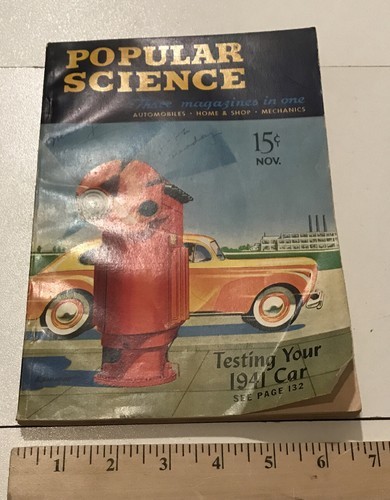 POPULAR
SCIENCE
Three magazines in one
AUTOMOBILES · HOME & SHOP · MECHANICS
15¢
NOV.
Testing Your
1941 Car
SEE PAGE 132
1 2 3 4 5 6 7